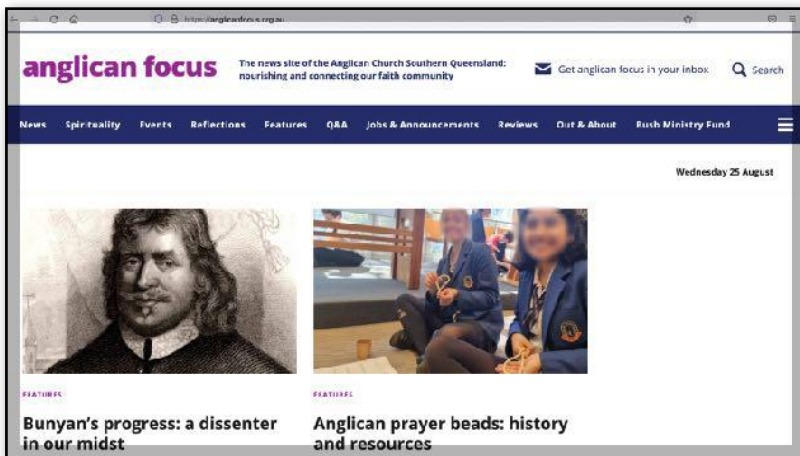 https://anglicanfocus.org.au
anglican focus
The news site of the Anglican Church Southern Queensland:
nourishing and connecting our faith community
Get anglican focus in your inbox
Search
News Spirituality Events Reflections Features Q&A Jobs & Announcements Reviews Out & About Bush Ministry Fund
Wednesday 25 August
FEATURES
Bunyan’s progress: a dissenter
in our midst
FEATURES
Anglican prayer beads: history
and resources